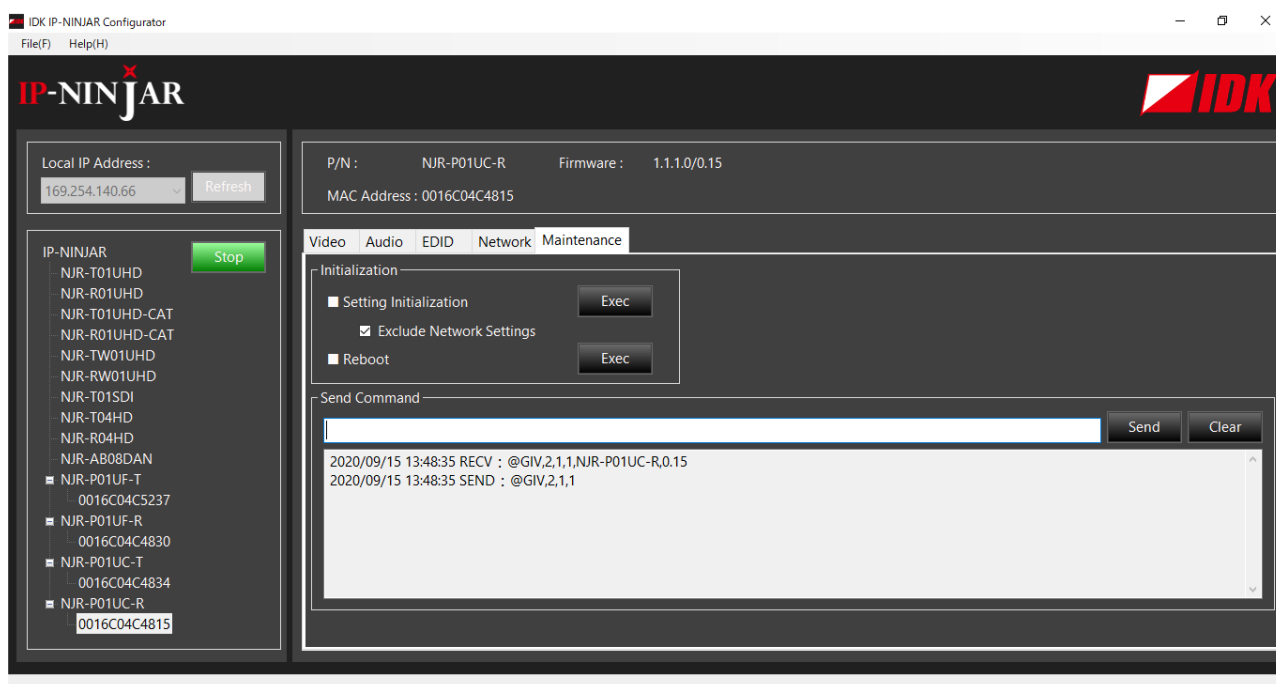 IDK IP-NINJAR Configurator
File(F) Help(H)
IP-NINJAR
IDK
Local IP Address :
169.254.140.66 Refresh
P/N : NJR-P01UC-R Firmware : 1.1.1.0/0.15
MAC Address : 0016C04C4815
IP-NINJAR Stop
NJR-T01UHD
NJR-R01UHD
NJR-T01UHD-CAT
NJR-R01UHD-CAT
NJR-TW01UHD
NJR-RW01UHD
NJR-T01SDI
NJR-T04HD
NJR-R04HD
NJR-AB08DAN
NJR-P01UF-T
0016C04C5237
NJR-P01UF-R
0016C04C4830
NJR-P01UC-T
0016C04C4834
NJR-P01UC-R
0016C04C4815
Video Audio EDID Network Maintenance
Initialization
Setting Initialization Exec
Exclude Network Settings
Reboot Exec
Send Command
Send Clear
2020/09/15 13:48:35 RECV : @GIV,2,1,1,NJR-P01UC-R,0.15
2020/09/15 13:48:35 SEND : @GIV,2,1,1